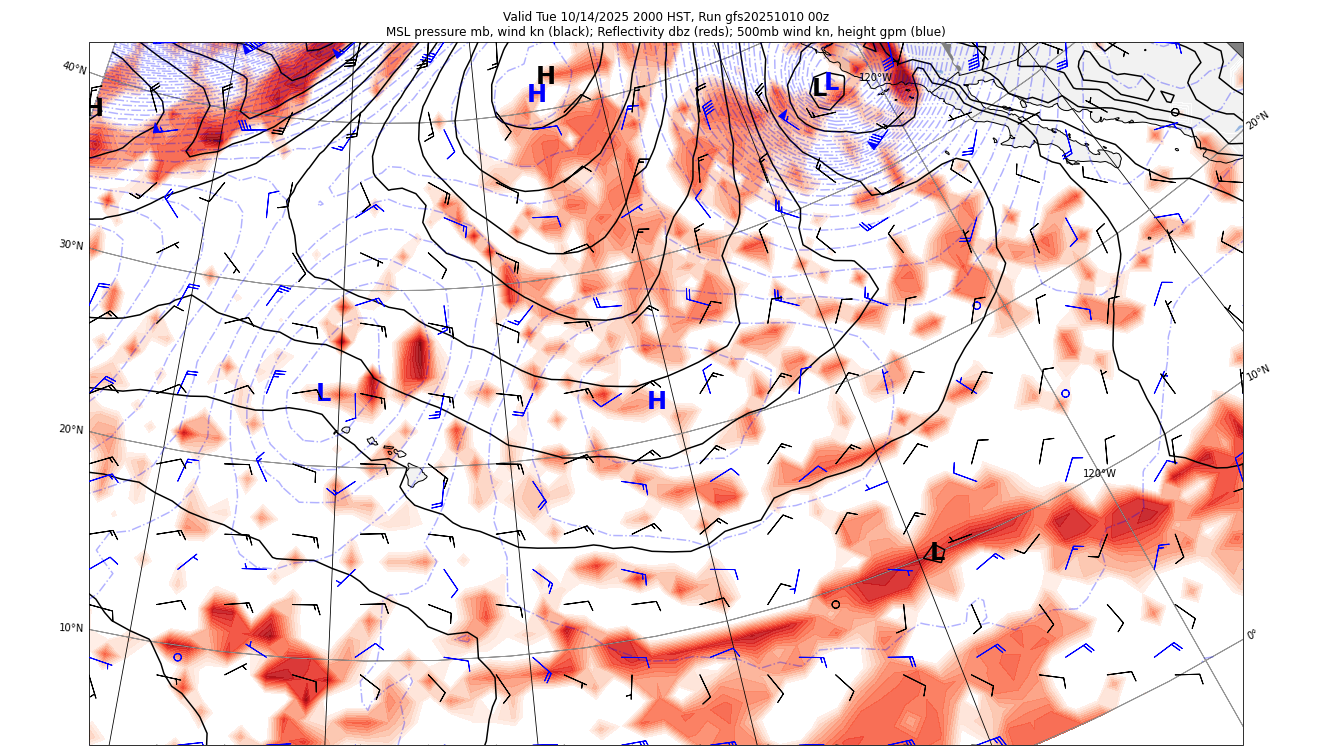 Valid Tue 10/14/2025 2000 HST, Run gfs20251010 00z
MSL pressure mb, wind kn (black); Reflectivity dbz (reds); 500mb wind kn, height gpm (blue)
40°N
H
H
H
L
L
120°W
20°N
30°N
10°N
L
H
20°N
120°W
L
10°N
0°